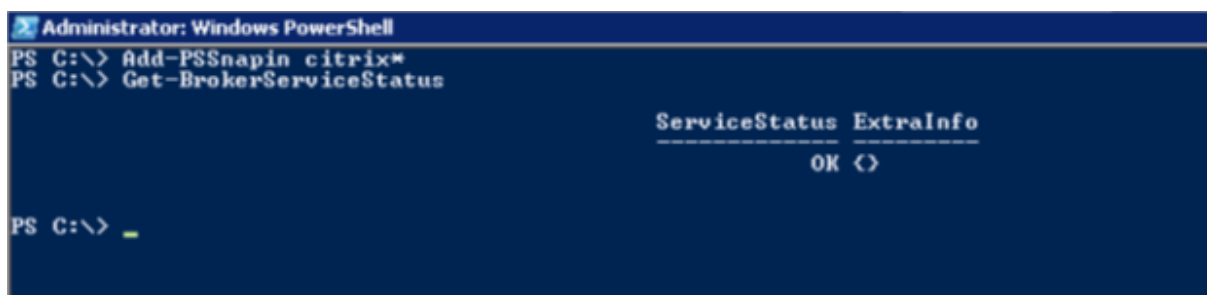 Administrator: Windows PowerShell
PS C:\> Add-PSSnapin citrix*
PS C:\> Get-BrokerServiceStatus
ServiceStatus ExtraInfo
------------- ---------
OK {}
PS C:\> _